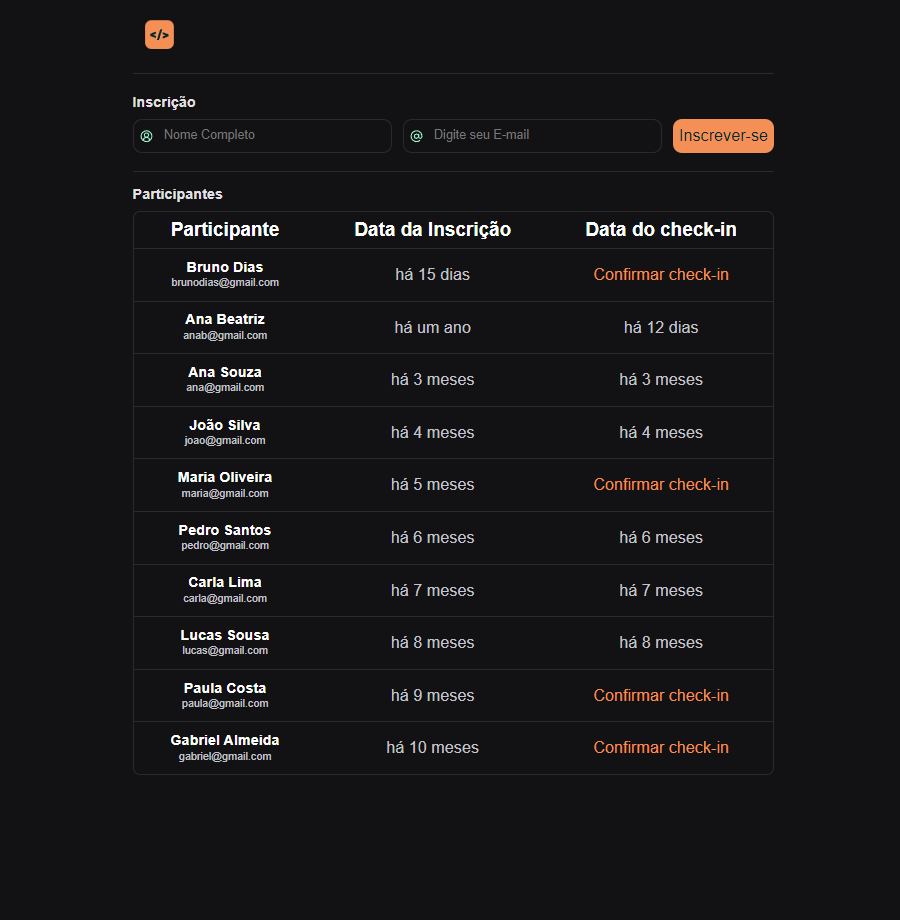 </>
Inscrição
Nome Completo
Digite seu E-mail
Inscrever-se
Participantes
Participante Data da Inscrição Data do check-in
Bruno Dias
brunodias@gmail.com
há 15 dias
Confirmar check-in
Ana Beatriz
anab@gmail.com
há um ano
há 12 dias
Ana Souza
ana@gmail.com
há 3 meses
há 3 meses
João Silva
joao@gmail.com
há 4 meses
há 4 meses
Maria Oliveira
maria@gmail.com
há 5 meses
Confirmar check-in
Pedro Santos
pedro@gmail.com
há 6 meses
há 6 meses
Carla Lima
carla@gmail.com
há 7 meses
há 7 meses
Lucas Sousa
lucas@gmail.com
há 8 meses
há 8 meses
Paula Costa
paula@gmail.com
há 9 meses
Confirmar check-in
Gabriel Almeida
gabriel@gmail.com
há 10 meses
Confirmar check-in